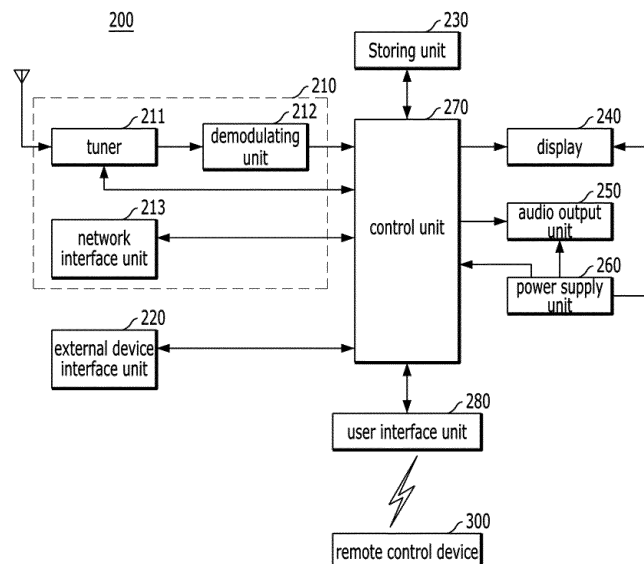 200
230
Storing unit
210
211
tuner
212
demodulating
unit
270
control unit
240
display
213
network
interface unit
250
audio output
unit
260
power supply
unit
220
external device
interface unit
280
user interface unit
300
remote control device